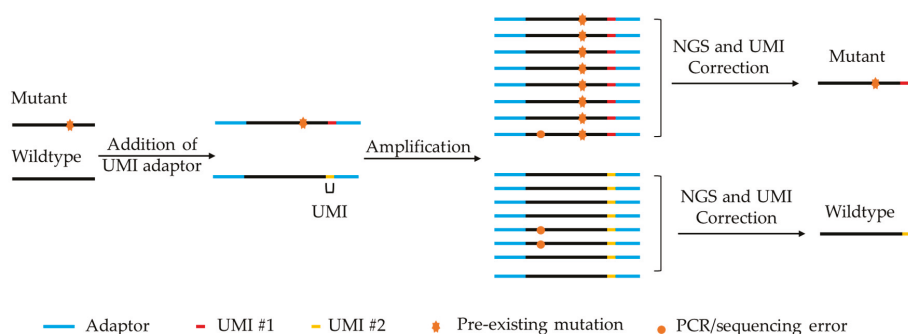 Mutant
Wildtype
Addition of
UMI adaptor
UMI
Amplification
NGS and UMI
Correction
Mutant
NGS and UMI
Correction
Wildtype
Adaptor
UMI #1
UMI #2
Pre-existing mutation
PCR/sequencing error